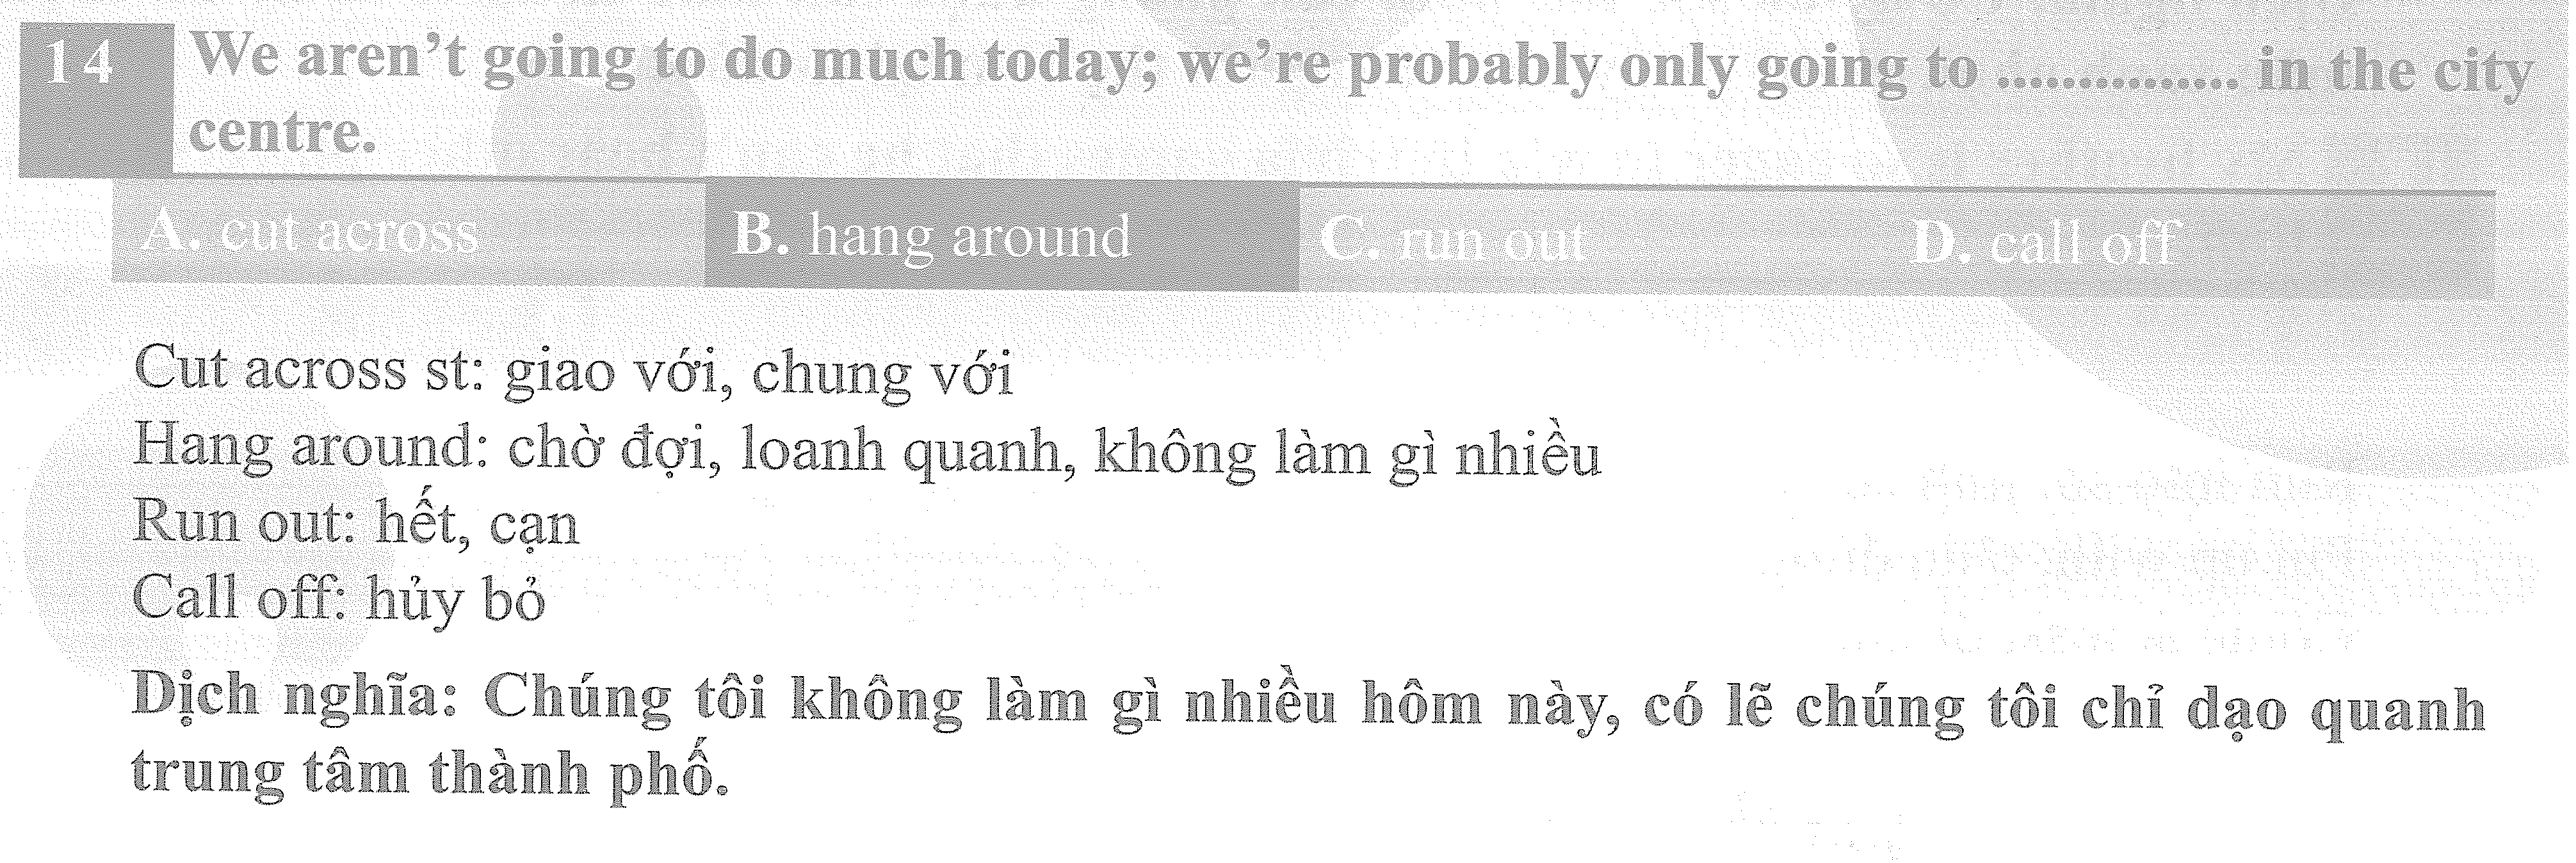 14 We aren't going to do much today; we're probably only going to .............. in the city
centre.
A. cut across B. hang around C. run out D. call off
Cut across st: giao với, chung với
Hang around: chờ đợi, loanh quanh, không làm gì nhiều
Run out: hết, cạn
Call off: hủy bỏ
Dịch nghĩa: Chúng tôi không làm gì nhiều hôm này, có lẽ chúng tôi chỉ dạo quanh
trung tâm thành phố.